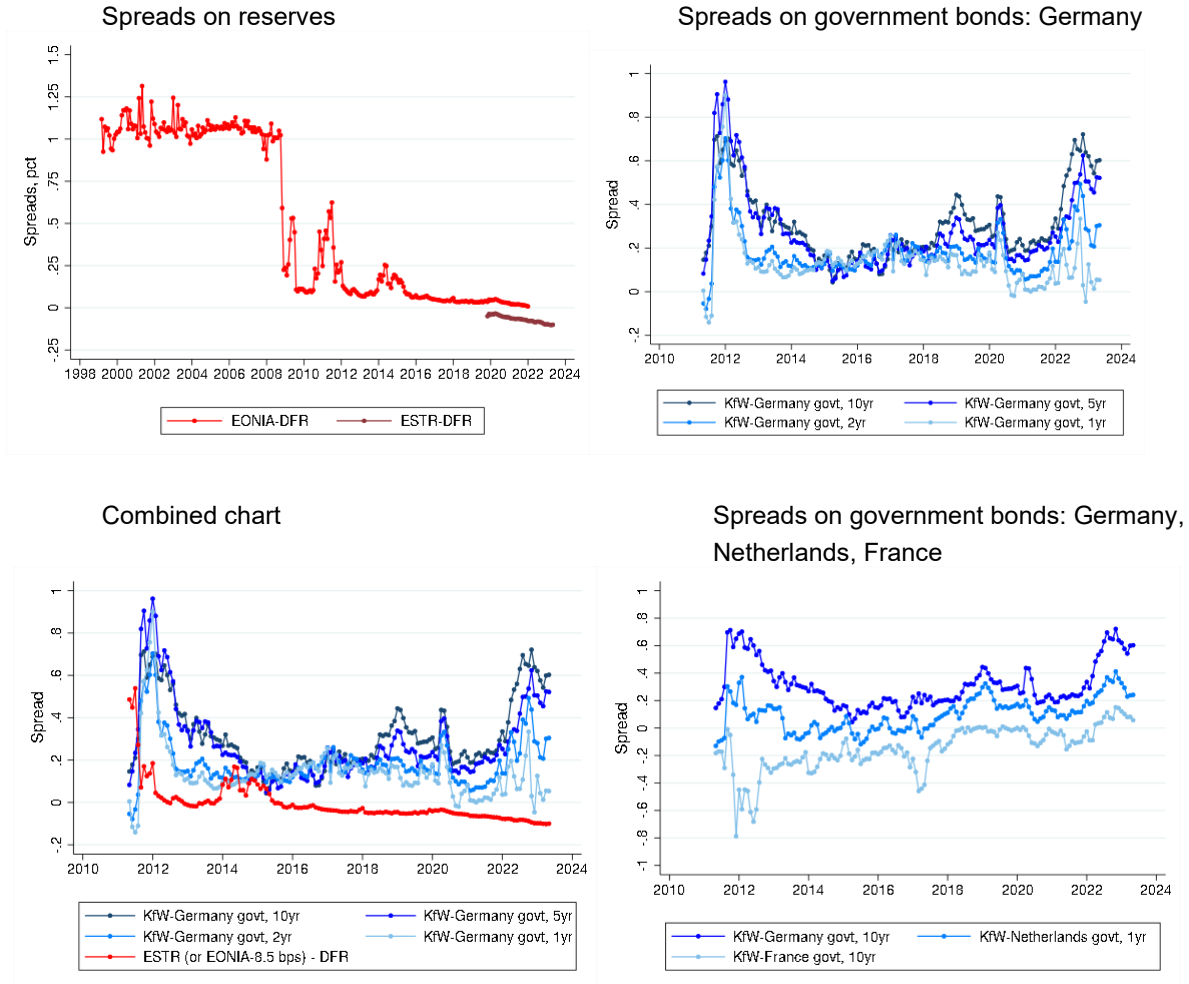 Spreads on reserves
1.5
1.25
1
.75
.5
.25
0
-.25
Spreads, pct
1998 2000 2002 2004 2006 2008 2010 2012 2014 2016 2018 2020 2022 2024
EONIA-DFR ESTR-DFR
Spreads on government bonds: Germany
1
.8
.6
.4
.2
0
-.2
Spread
2010 2012 2014 2016 2018 2020 2022 2024
KfW-Germany govt, 10yr KfW-Germany govt, 5yr
KfW-Germany govt, 2yr KfW-Germany govt, 1yr
Combined chart
1
.8
.6
.4
.2
0
-.2
Spread
2010 2012 2014 2016 2018 2020 2022 2024
KfW-Germany govt, 10yr KfW-Germany govt, 5yr
KfW-Germany govt, 2yr KfW-Germany govt, 1yr
ESTR (or EONIA-8.5 bps) - DFR
Spreads on government bonds: Germany,
Netherlands, France
1
.8
.6
.4
.2
0
-.2
-.4
-.6
-.8
-1
Spread
2010 2012 2014 2016 2018 2020 2022 2024
KfW-Germany govt, 10yr KfW-Netherlands govt, 1yr
KfW-France govt, 10yr